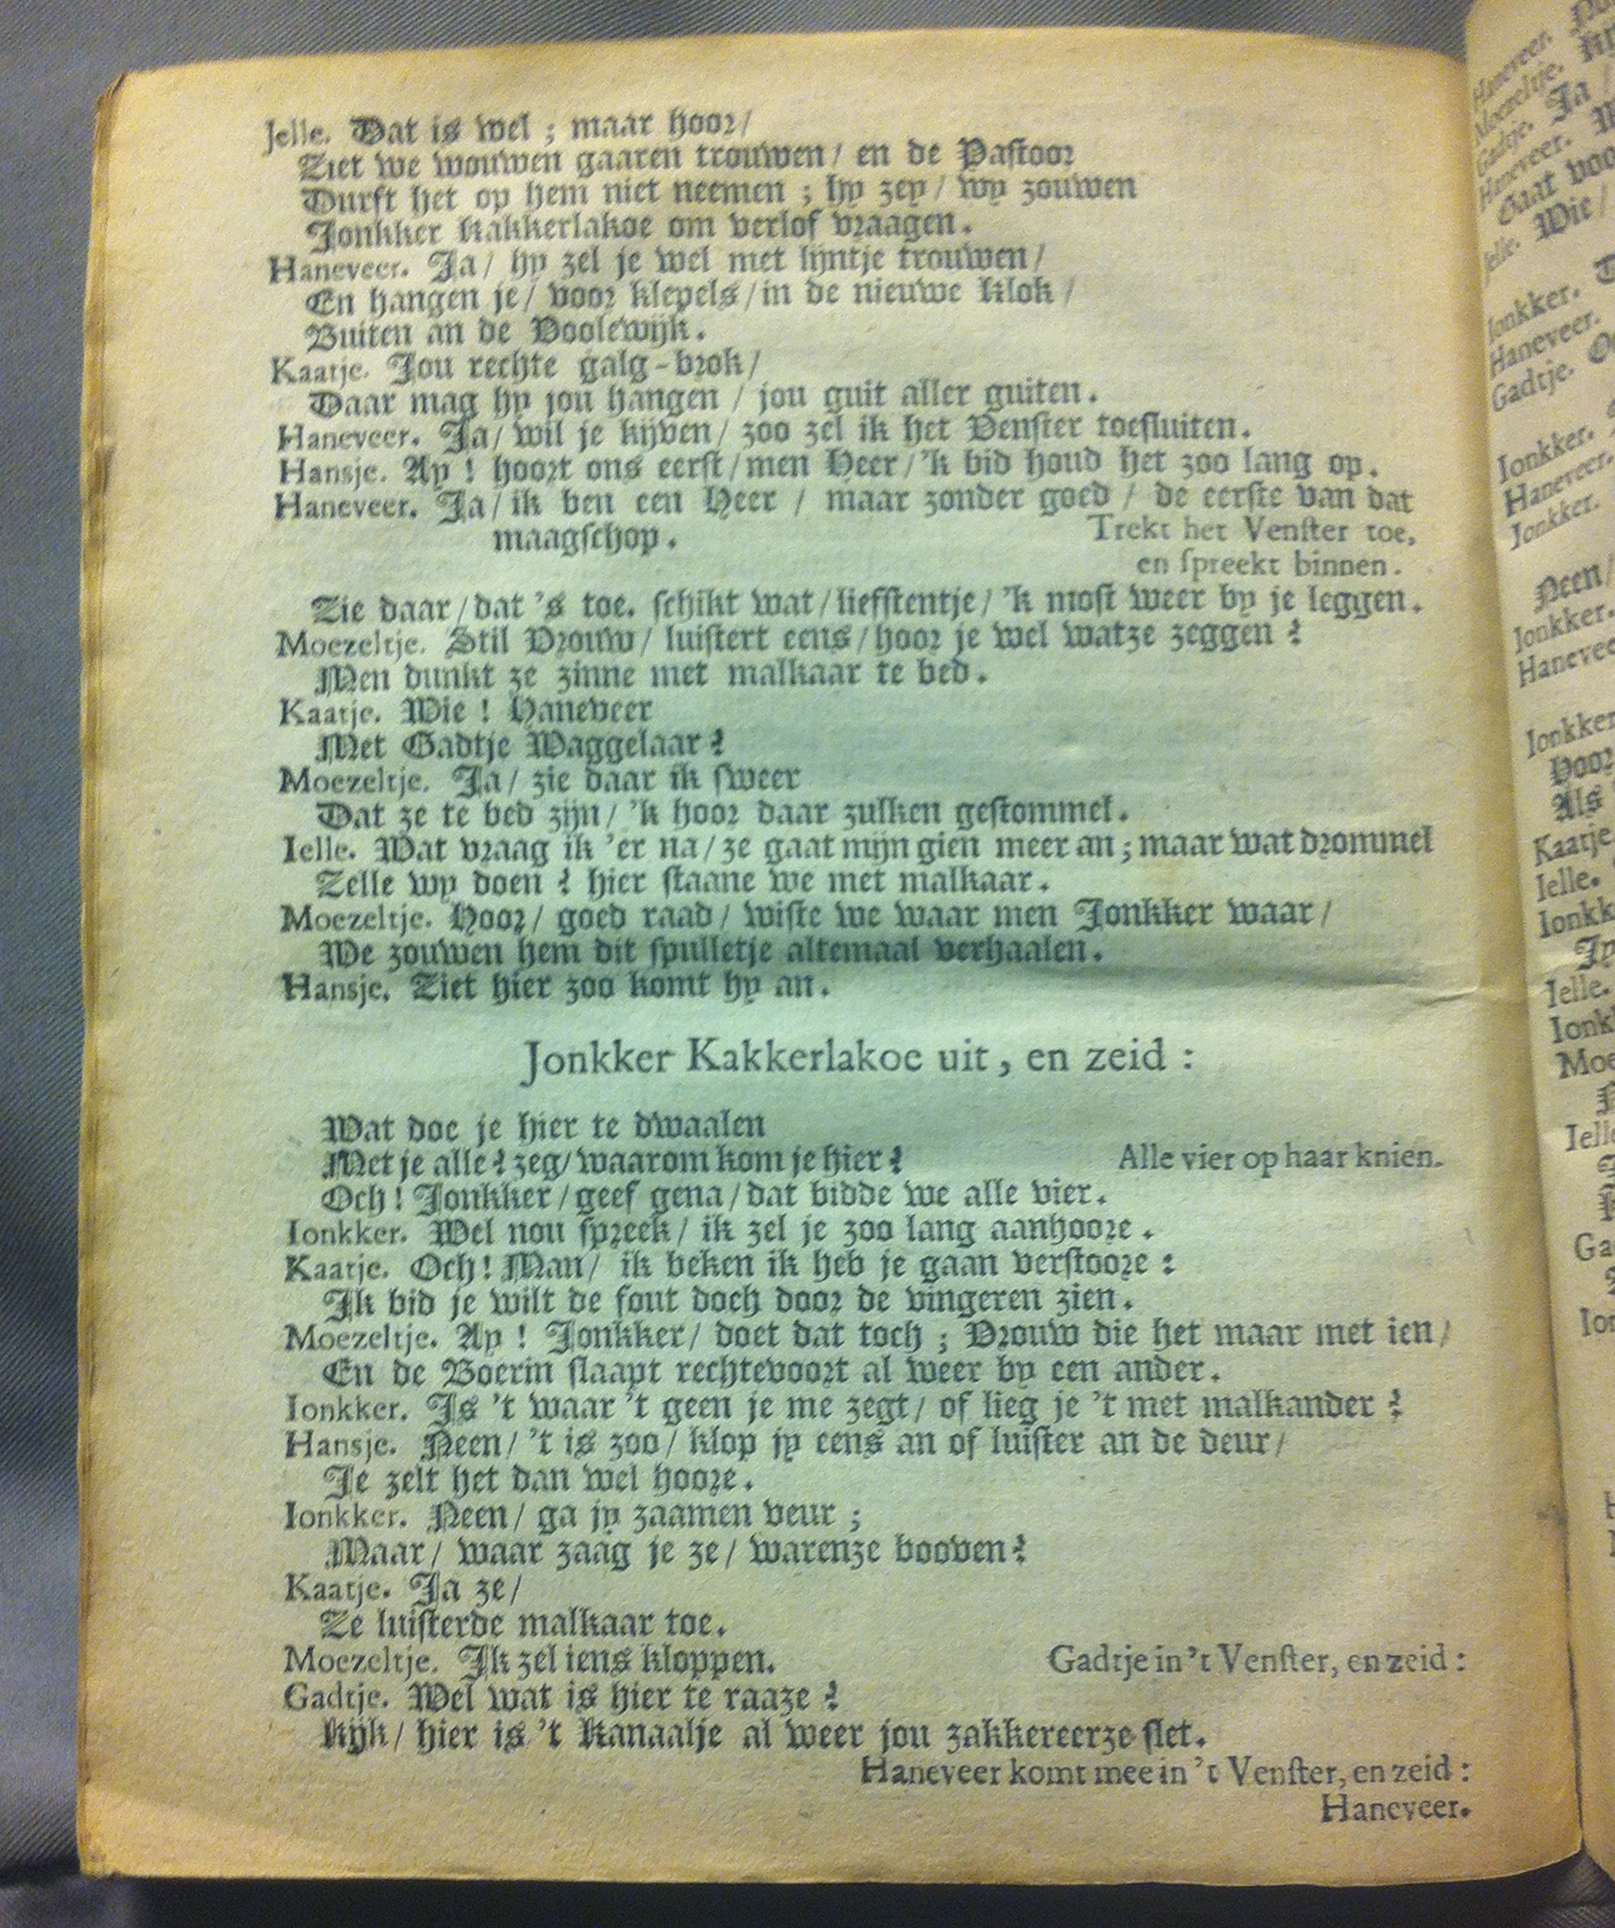 Jelle. Dat is wel ; maar hoor/
Ziet we wouwen gaaren trouwen/ en de Pastoor
Durft het op hem niet neemen ; hy zey/ wy zouwen
Jonkker Kakkerlakoe om verlof vraagen.
Haneveer. Ja/ hy zel je wel met lijntje trouwen/
En hangen je/ voor klepels/in de nieuwe klok/
Buiten an de Voolewijk.
Kaatje. Jou rechte galg-brok/
Daar mag hy jou hangen / jou guit aller guiten.
Haneveer. Ja/ wil je kijven/ zoo zel ik het Venster toesluiten.
Hansje. Ay ! hoort ons eerst/men Heer/'k bid houd het zoo lang op.
Haneveer. Ja/ik ben een Heer / maar zonder goed / de eerste van dat
maagschop.
Trekt het Venster toe,
en spreekt binnen.
Zie daar/dat 's toe. schikt wat/liefstentje/ 'k most weer by je leggen.
Moezeltje. Stil Vrouw/ luistert eens/hoor je wel watze zeggen ?
Men dunkt ze zinne met malkaar te bed.
Kaatje. Wie ! Haneveer
Met Gadtje Waggelaar?
Moezeltje. Ja/ zie daar ik sweer
Dat ze te bed zijn/ 'k hoor daar zulken gestommel.
Ielle. Wat vraag ik 'er na/ze gaat mijn gien meer an; maar wat drommel
Zelle wy doen ? hier staane we met malkaar.
Moezeltje. Hoor/ goed raad/ wiste we waar men Jonkker waar/
We zouwen hem dit spulletje altemaal verhaalen.
Hansje. Ziet hier zoo komt hy an.
Jonkker Kakkerlakoe uit, en zeid :
Wat doe je hier te dwaalen
Met je alle? zeg/waarom kom je hier?
Alle vier op haar knien.
Och! Jonkker/geef gena/dat bidde we alle vier.
Ionkker. Wel nou spreek/ ik zel je zoo lang aanhoore.
Kaatje. Och! Man/ ik beken ik heb je gaan verstoore :
Ik bid je wilt de fout doch door de vingeren zien.
Moezeltje. Ay ! Jonkker/ doet dat toch ; Vrouw die het maar met ien/
En de Boerin slaapt rechtevoort al weer by een ander.
Ionkker. Is 't waar 't geen je me zegt/ of lieg je 't met malkander ?
Hansje. Neen/ 't is zoo/ klop jy eens an of luister an de deur/
Je zelt het dan wel hoore.
Ionkker. Neen/ ga jy zaamen veur ;
Maar/ waar zaag je ze/ warenze booven?
Kaatje. Ja ze/
Ze luisterde malkaar toe.
Moezeltje. Ik zel iens kloppen.
Gadtje in 't Venster, en zeid :
Gadtje. Wel wat is hier te raaze ?
Kijk/ hier is 't Kanaalje al weer jou zakkereerze slet.
Haneveer komt mee in 't Venster, en zeid :
Haneveer.